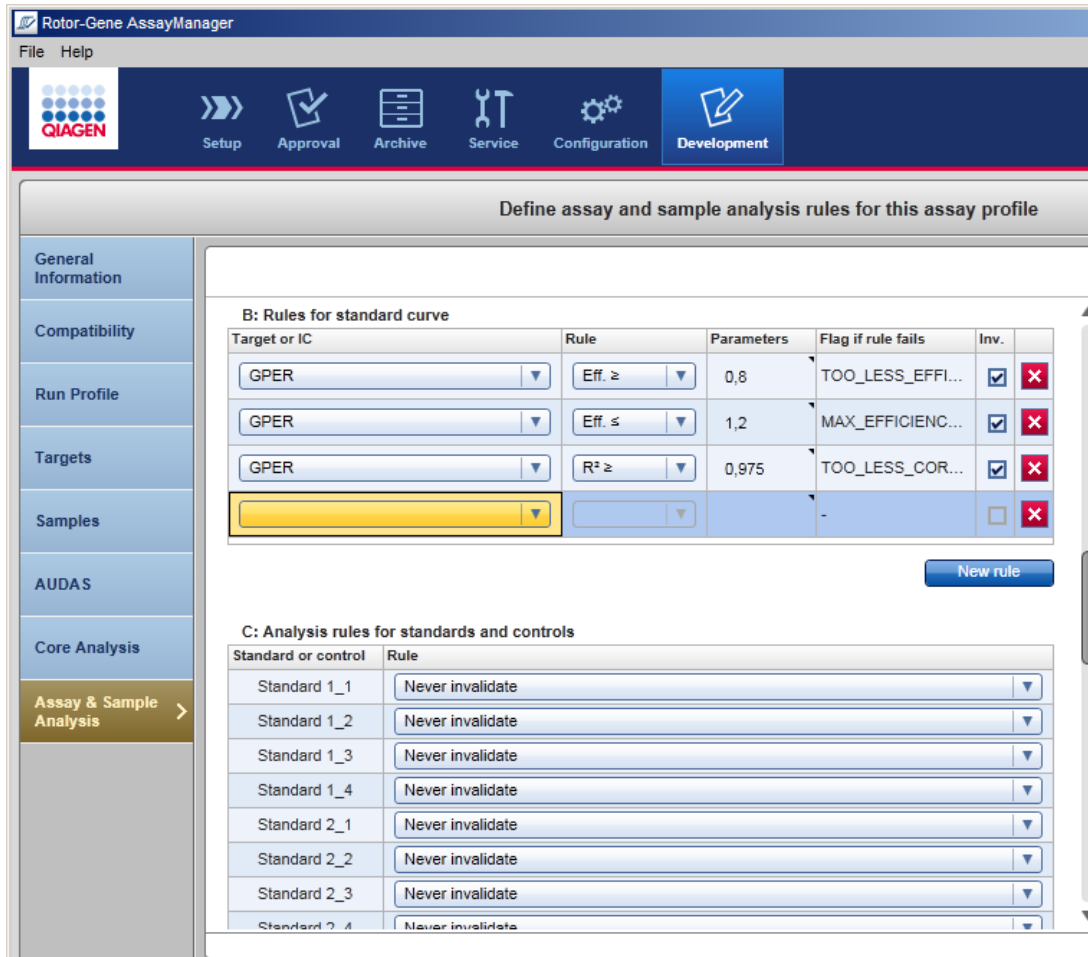 Rotor-Gene AssayManager
File Help
QIAGEN
Setup Approval Archive Service Configuration Development
Define assay and sample analysis rules for this assay profile
General
Information
Compatibility
Run Profile
Targets
Samples
AUDAS
Core Analysis
Assay & Sample
Analysis
B: Rules for standard curve
Target or IC Rule Parameters Flag if rule fails Inv.
GPER Eff. ≥ 0,8 TOO_LESS_EFFI...
GPER Eff. ≤ 1,2 MAX_EFFICIENC...
GPER R² ≥ 0,975 TOO_LESS_COR...
-
New rule
C: Analysis rules for standards and controls
Standard or control Rule
Standard 1_1 Never invalidate
Standard 1_2 Never invalidate
Standard 1_3 Never invalidate
Standard 1_4 Never invalidate
Standard 2_1 Never invalidate
Standard 2_2 Never invalidate
Standard 2_3 Never invalidate
Standard 2_4 Never invalidate